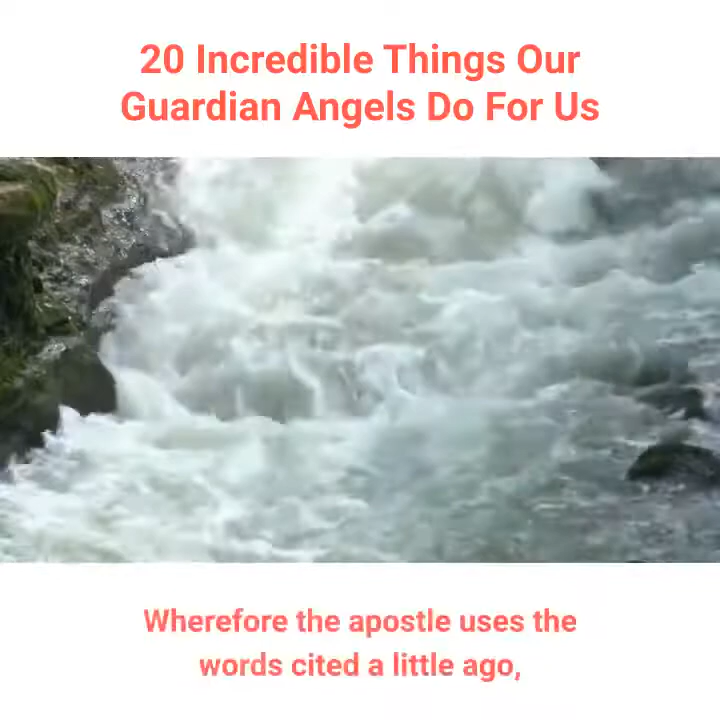 20 Incredible Things Our
Guardian Angels Do For Us
Wherefore the apostle uses the
words cited a little ago,